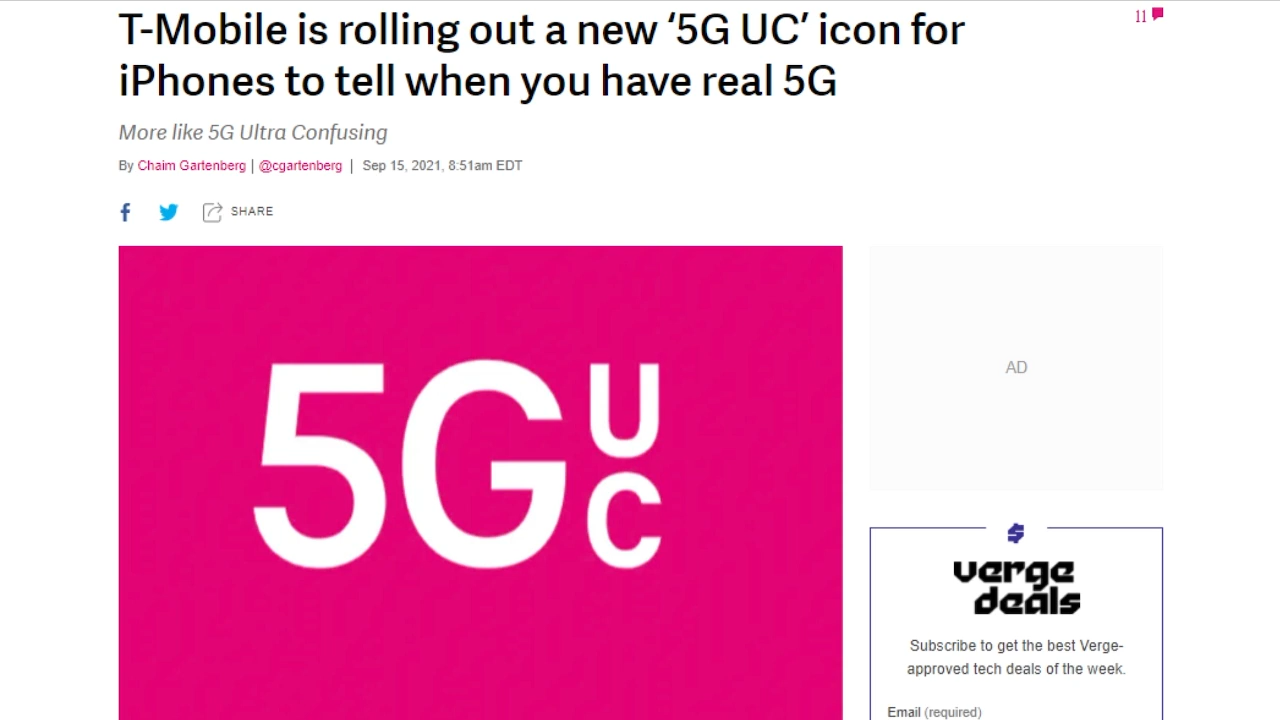 T-Mobile is rolling out a new ‘5G UC’ icon for
iPhones to tell when you have real 5G
11
More like 5G Ultra Confusing
By Chaim Gartenberg | @cgartenberg | Sep 15, 2021, 8:51am EDT
SHARE
5G UC
AD
verge
deals
Subscribe to get the best Verge-
approved tech deals of the week.
Email (required)